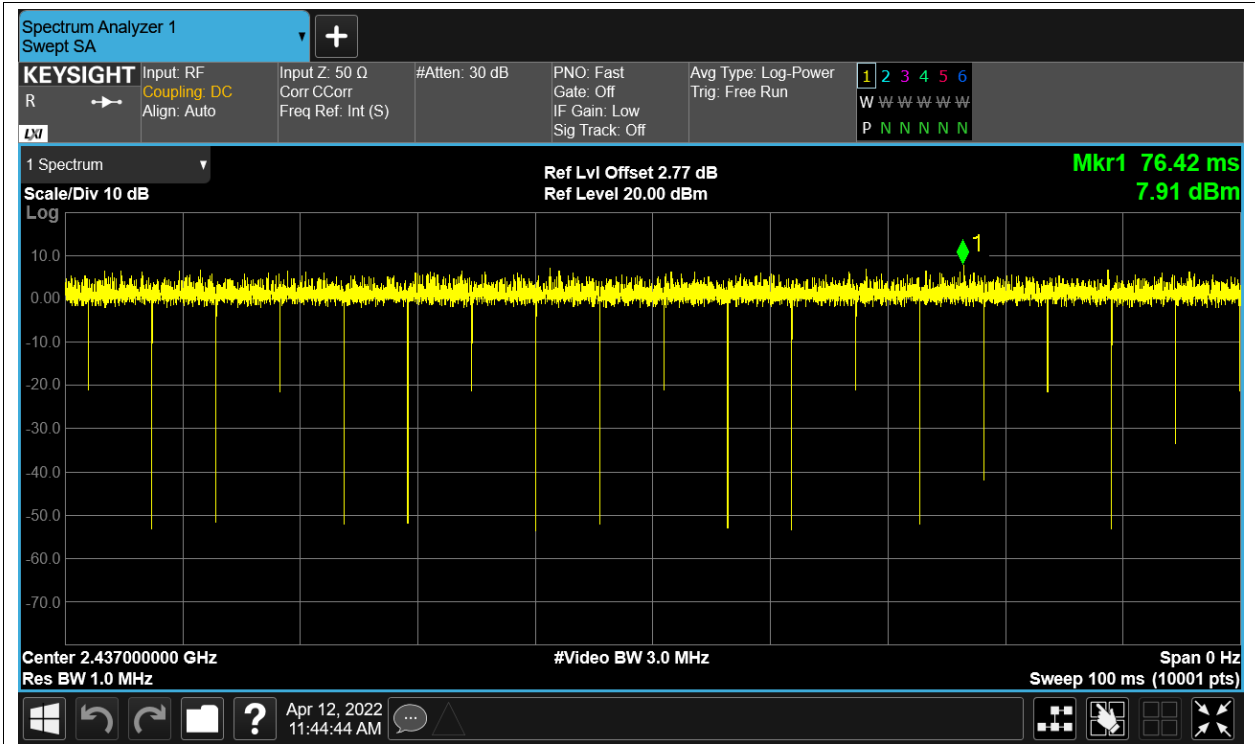 Spectrum Analyzer 1
Swept SA
+
KEYSIGHT
R
LXI
Input: RF
Coupling: DC
Align: Auto
Input Z: 50 Ω
Corr CCorr
Freq Ref: Int (S)
#Atten: 30 dB
PNO: Fast
Gate: Off
IF Gain: Low
Sig Track: Off
Avg Type: Log-Power
Trig: Free Run
1 2 3 4 5 6
W W W W W W
P N N N N N
1 Spectrum
Scale/Div 10 dB
Log
Ref Lvl Offset 2.77 dB
Ref Level 20.00 dBm
Mkr1 76.42 ms
7.91 dBm
1
10.0
0.00
-10.0
-20.0
-30.0
-40.0
-50.0
-60.0
-70.0
Center 2.437000000 GHz
Res BW 1.0 MHz
#Video BW 3.0 MHz
Span 0 Hz
Sweep 100 ms (10001 pts)
?
Apr 12, 2022
11:44:44 AM